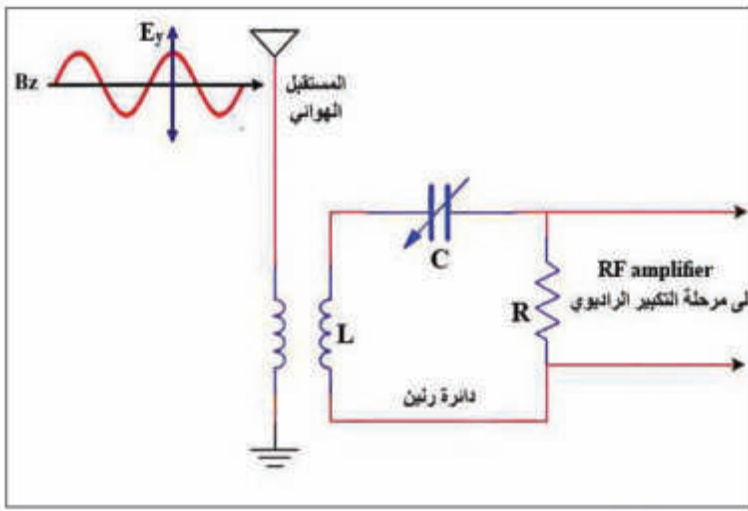 Ey
Bz
المستقبل
الهوائي
C
RF amplifier
لى مرحلة التكبير الراديوي
R
L
دائرة رنين